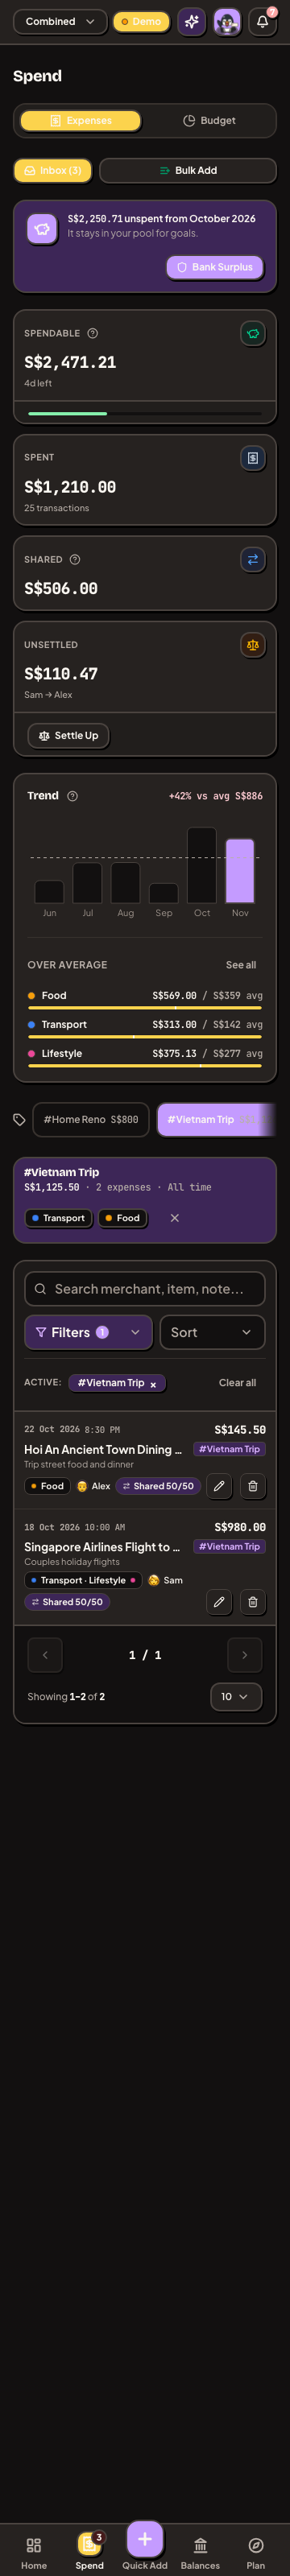 Combined
Demo
7
Spend
Expenses
Budget
Inbox (3)
Bulk Add
S$2,250.71 unspent from October 2026
It stays in your pool for goals.
Bank Surplus
SPENDABLE
S$2,471.21
4d left
SPENT
S$1,210.00
25 transactions
SHARED
S$506.00
UNSETTLED
S$110.47
Sam → Alex
Settle Up
Trend +42% vs avg S$886
Jun Jul Aug Sep Oct Nov
OVER AVERAGE See all
Food S$569.00 / S$359 avg
Transport S$313.00 / S$142 avg
Lifestyle S$375.13 / S$277 avg
#Home Reno S$800 #Vietnam Trip
#Vietnam Trip
S$1,125.50 · 2 expenses · All time
Transport Food
Search merchant, item, note...
Filters 1 Sort
ACTIVE: #Vietnam Trip × Clear all
22 Oct 2026 8:30 PM S$145.50
Hoi An Ancient Town Dining ... #Vietnam Trip
Trip street food and dinner
Food Alex Shared 50/50
18 Oct 2026 10:00 AM S$980.00
Singapore Airlines Flight to ... #Vietnam Trip
Couples holiday flights
Transport · Lifestyle Sam
Shared 50/50
1 / 1
Showing 1–2 of 2 10
3
Home Spend Quick Add Balances Plan